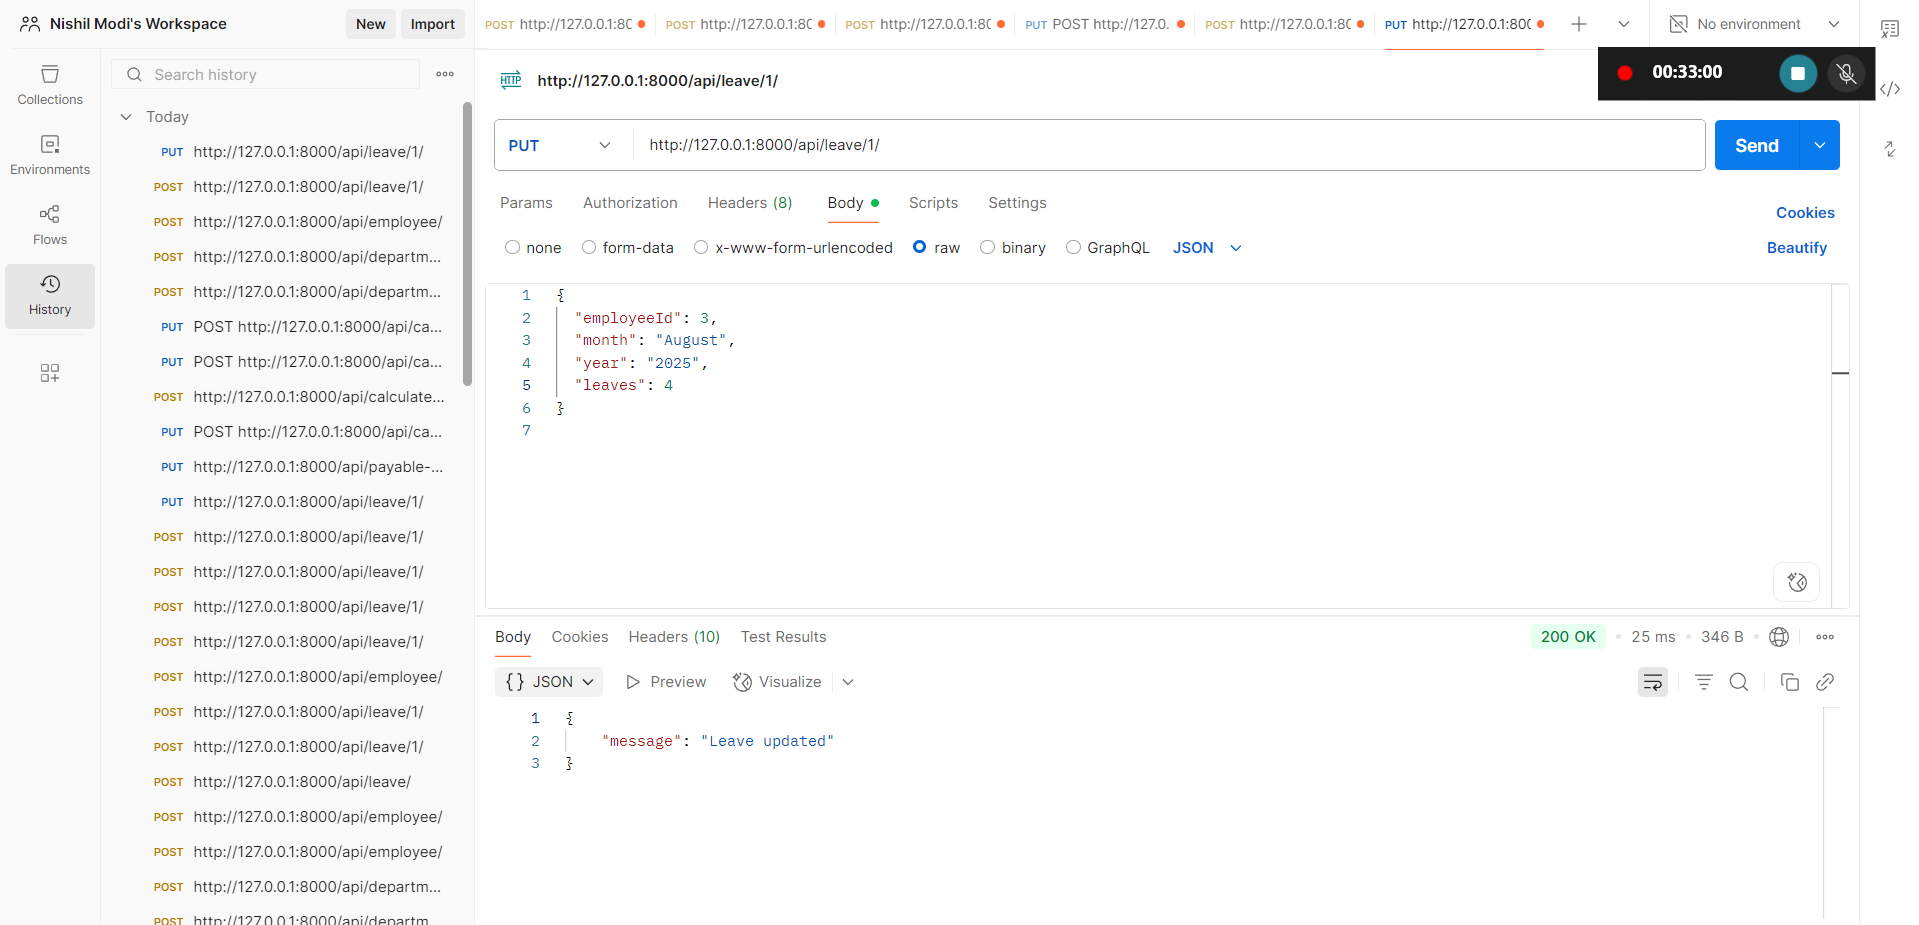 Nishil Modi's Workspace
New
Import
POST http://127.0.0.1:80
POST http://127.0.0.1:80
POST http://127.0.0.1:80
PUT POST http://127.0.
POST http://127.0.0.1:80
PUT http://127.0.0.1:800
No environment
00:33:00
Collections
Environments
Flows
History
Search history
Today
PUT http://127.0.0.1:8000/api/leave/1/
POST http://127.0.0.1:8000/api/leave/1/
POST http://127.0.0.1:8000/api/employee/
POST http://127.0.0.1:8000/api/departm...
POST http://127.0.0.1:8000/api/departm...
PUT POST http://127.0.0.1:8000/api/ca...
PUT POST http://127.0.0.1:8000/api/ca...
POST http://127.0.0.1:8000/api/calculate...
PUT POST http://127.0.0.1:8000/api/ca...
PUT http://127.0.0.1:8000/api/payable-...
PUT http://127.0.0.1:8000/api/leave/1/
POST http://127.0.0.1:8000/api/leave/1/
POST http://127.0.0.1:8000/api/leave/1/
POST http://127.0.0.1:8000/api/leave/1/
POST http://127.0.0.1:8000/api/leave/1/
POST http://127.0.0.1:8000/api/employee/
POST http://127.0.0.1:8000/api/leave/1/
POST http://127.0.0.1:8000/api/leave/1/
POST http://127.0.0.1:8000/api/leave/
POST http://127.0.0.1:8000/api/employee/
POST http://127.0.0.1:8000/api/employee/
POST http://127.0.0.1:8000/api/departm...
POST http://127.0.0.1:8000/api/departm
HTTP http://127.0.0.1:8000/api/leave/1/
PUT http://127.0.0.1:8000/api/leave/1/
Send
Params Authorization Headers (8) Body Scripts Settings
Cookies
none form-data x-www-form-urlencoded raw binary GraphQL JSON
Beautify
1 {
2 "employeeId": 3,
3 "month": "August",
4 "year": "2025",
5 "leaves": 4
6 }
7
Body Cookies Headers (10) Test Results
200 OK 25 ms 346 B
{} JSON Preview Visualize
1 {
2 "message": "Leave updated"
3 }